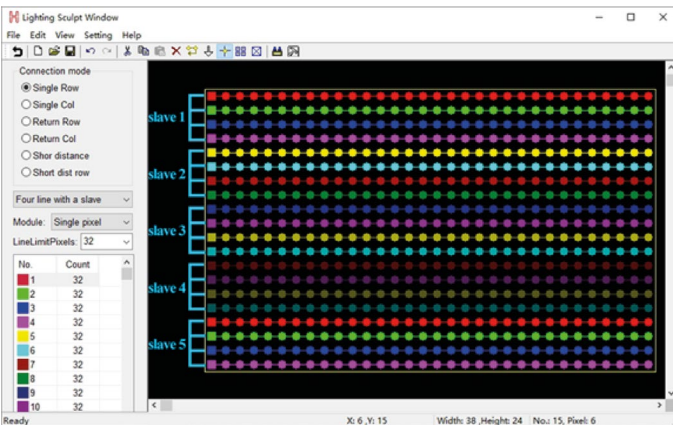 Lighting Sculpt Window
File Edit View Setting Help
Connection mode
Single Row
Single Col
Return Row
Return Col
Shor distance
Short dist row
Four line with a slave
Module: Single pixel
LineLimitPixels: 32
No. Count
1 32
2 32
3 32
4 32
5 32
6 32
7 32
8 32
9 32
10 32
slave 1
slave 2
slave 3
slave 4
slave 5
Ready X: 6 ,Y: 15 Width: 38 ,Height: 24 No.: 15, Pixel: 6